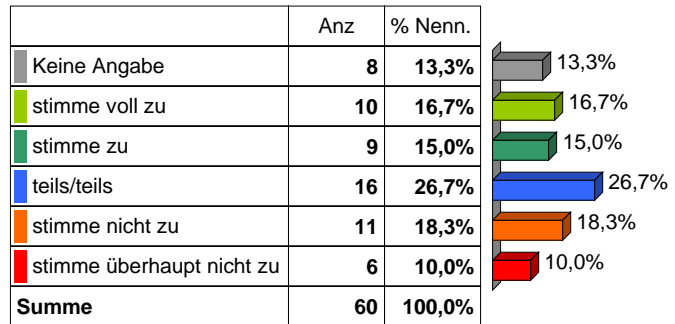 Anz % Nenn.
Keine Angabe 8 13,3% 13,3%
stimme voll zu 10 16,7% 16,7%
stimme zu 9 15,0% 15,0%
teils/teils 16 26,7% 26,7%
stimme nicht zu 11 18,3% 18,3%
stimme überhaupt nicht zu 6 10,0% 10,0%
Summe 60 100,0%